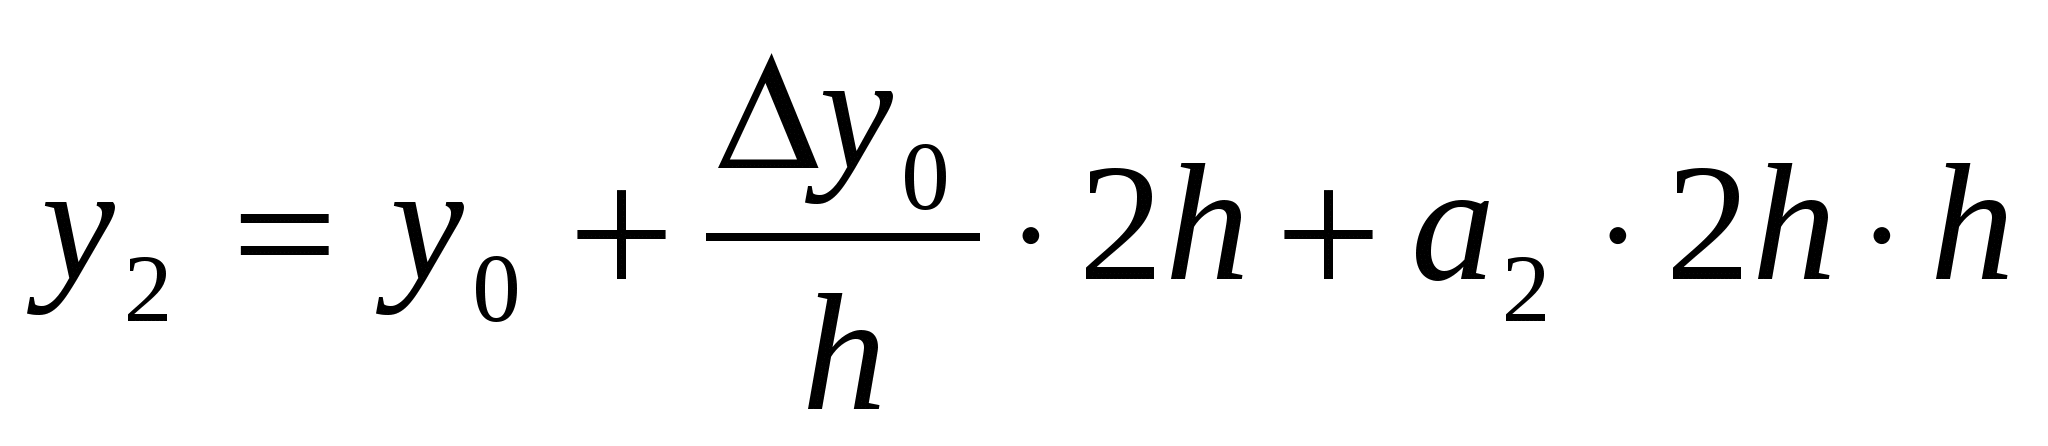 y₂ = y₀ + Δy₀/h · 2h + a₂ · 2h · h